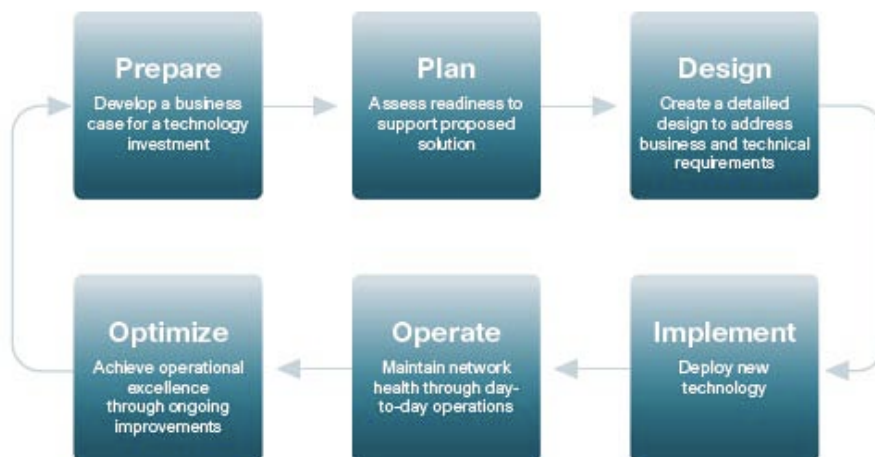 Prepare
Develop a business
case for a technology
investment
Plan
Assess readiness to
support proposed
solution
Design
Create a detailed
design to address
business and technical
requirements
Implement
Deploy new
technology
Operate
Maintain network
health through day-
to-day operations
Optimize
Achieve operational
excellence
through ongoing
improvements